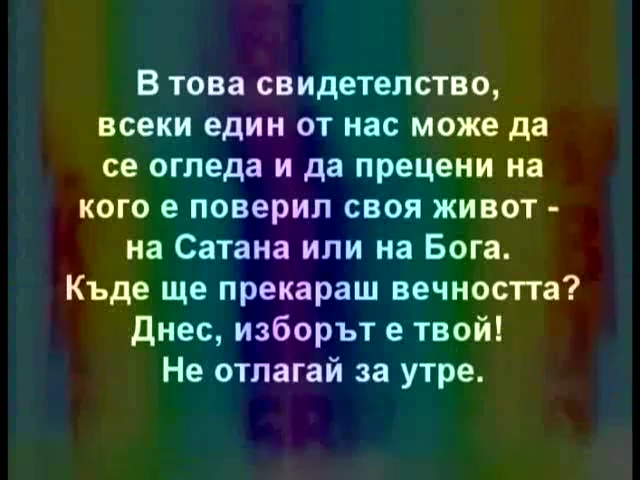 В това свидетелство,
всеки един от нас може да
се огледа и да прецени на
кого е поверил своя живот -
на Сатана или на Бога.
Къде ще прекараш вечността?
Днес, изборът е твой!
Не отлагай за утре.